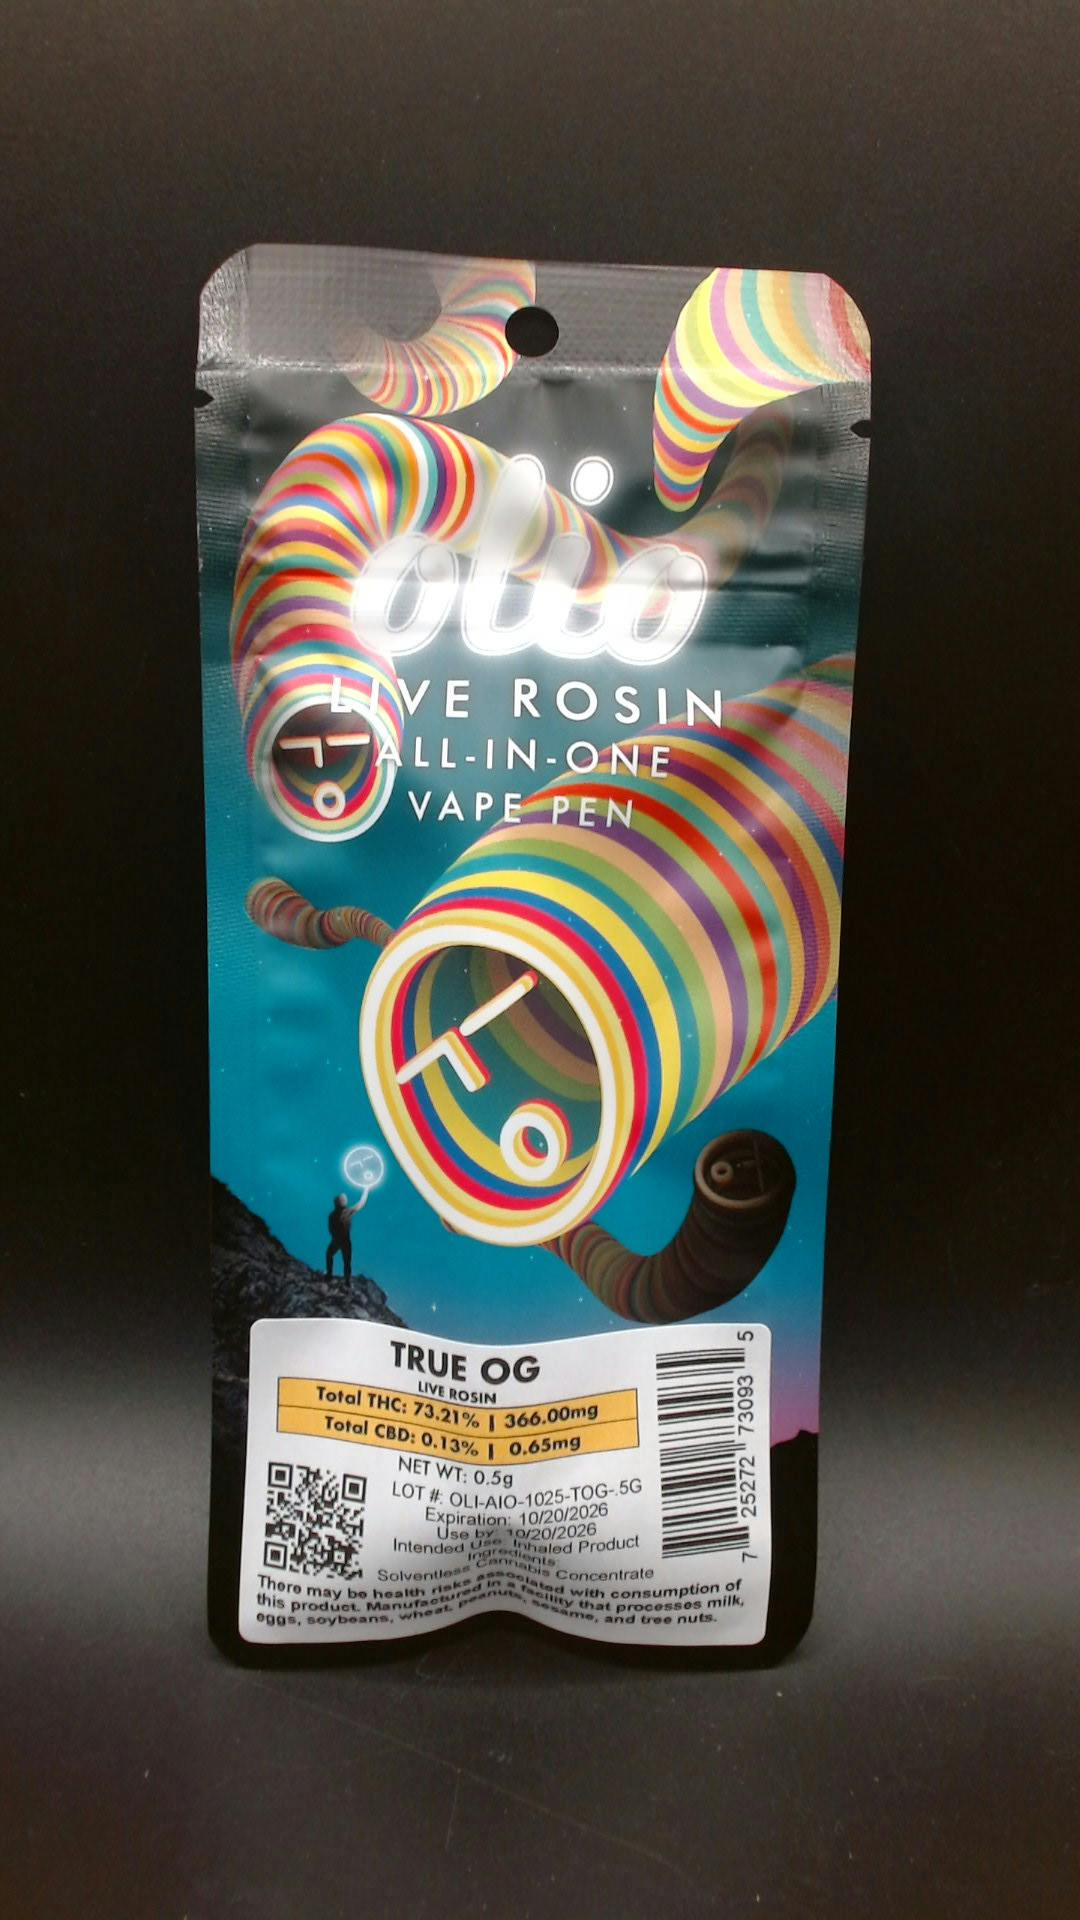 olio
LIVE ROSIN
ALL-IN-ONE
VAPE PEN
TRUE OG
LIVE ROSIN
Total THC: 73.21% | 366.00mg
Total CBD: 0.13% | 0.65mg
NET WT: 0.5g
LOT #: OLI-AIO-1025-TOG-.5G
Expiration: 10/20/2026
Use by: 10/20/2026
Intended Use: Inhaled Product
Ingredients:
Solventless Cannabis Concentrate
There may be health risks associated with consumption of
this product. Manufactured in a facility that processes milk,
eggs, soybeans, wheat, peanuts, sesame, and tree nuts.
7 25272 73093 5